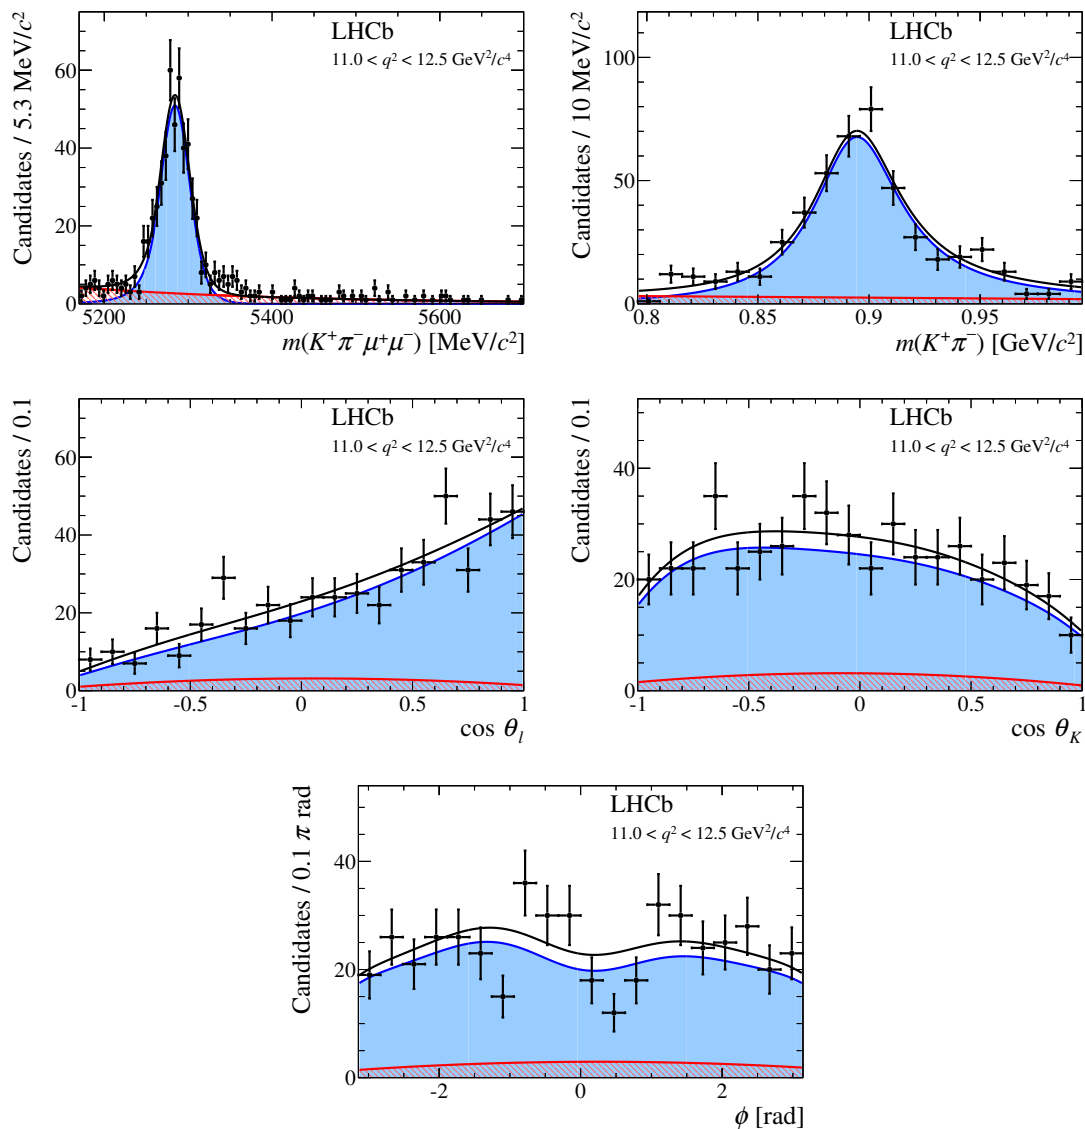 LHCb
11.0 < q² < 12.5 GeV²/c⁴
Candidates / 5.3 MeV/c²
60
40
20
0
5200 5400 5600
m(K⁺π⁻μ⁺μ⁻) [MeV/c²]
LHCb
11.0 < q² < 12.5 GeV²/c⁴
Candidates / 10 MeV/c²
100
50
0
0.8 0.85 0.9 0.95
m(K⁺π⁻) [GeV/c²]
LHCb
11.0 < q² < 12.5 GeV²/c⁴
Candidates / 0.1
60
40
20
0
-1 -0.5 0 0.5 1
cos θ_l
LHCb
11.0 < q² < 12.5 GeV²/c⁴
Candidates / 0.1
40
20
0
-1 -0.5 0 0.5 1
cos θ_K
LHCb
11.0 < q² < 12.5 GeV²/c⁴
Candidates / 0.1 π rad
40
20
0
-2 0 2
ϕ [rad]